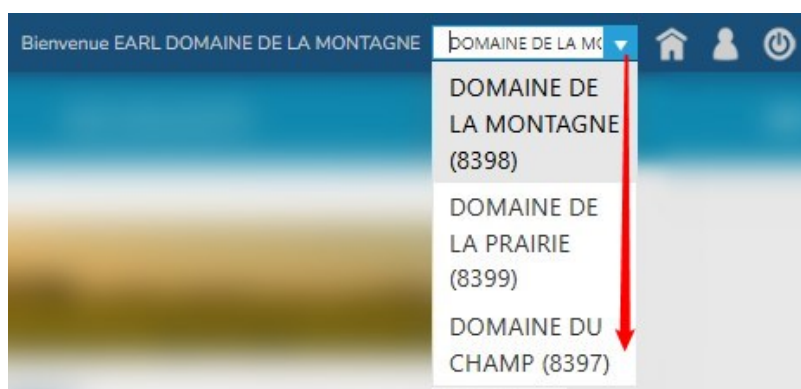 Bienvenue EARL DOMAINE DE LA MONTAGNE
DOMAINE DE LA MC
DOMAINE DE
LA MONTAGNE
(8398)
DOMAINE DE
LA PRAIRIE
(8399)
DOMAINE DU
CHAMP (8397)